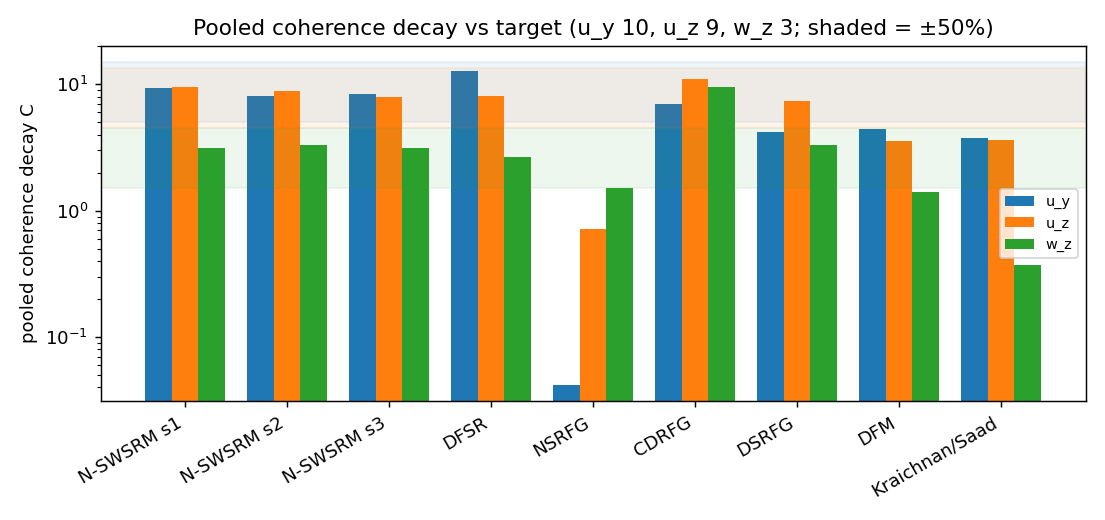 Pooled coherence decay vs target (u_y 10, u_z 9, w_z 3; shaded = ±50%)
pooled coherence decay C
10¹
10⁰
10⁻¹
u_y
u_z
w_z
N-SWSRM s1
N-SWSRM s2
N-SWSRM s3
DFSR
NSRFG
CDRFG
DSRFG
DFM
Kraichnan/Saad